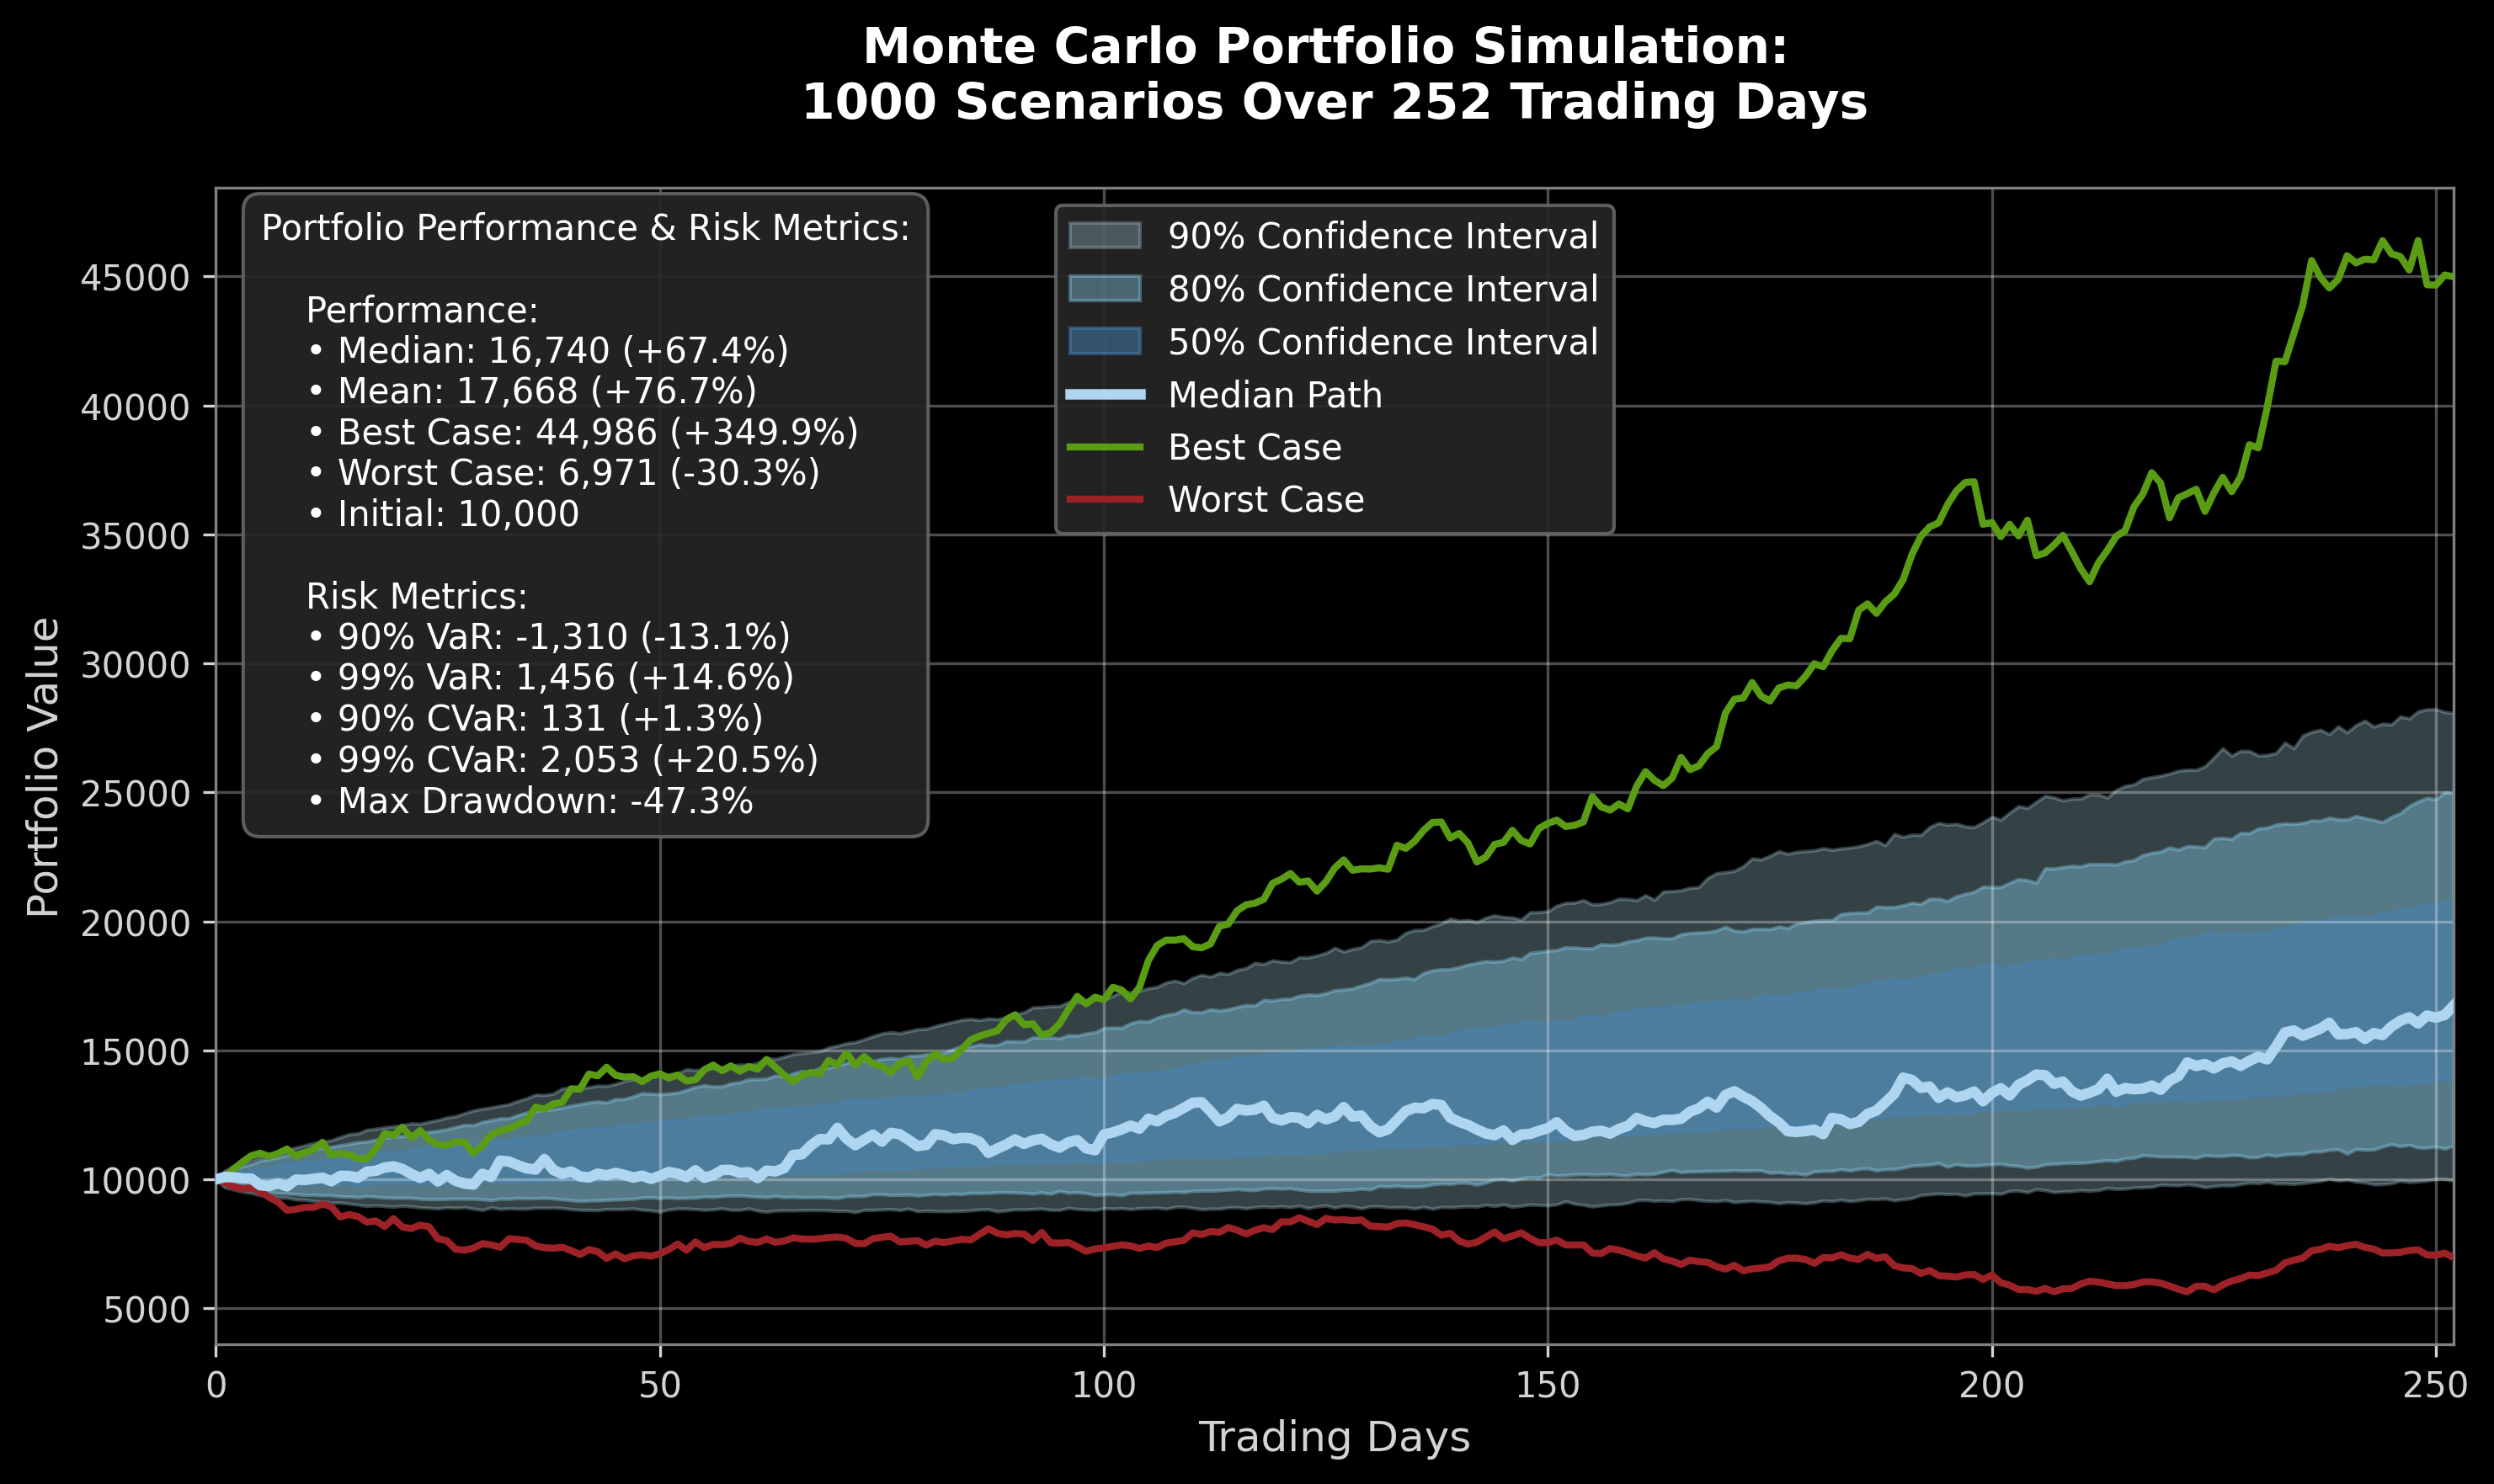 Monte Carlo Portfolio Simulation:
1000 Scenarios Over 252 Trading Days
Portfolio Performance & Risk Metrics:
Performance:
• Median: 16,740 (+67.4%)
• Mean: 17,668 (+76.7%)
• Best Case: 44,986 (+349.9%)
• Worst Case: 6,971 (-30.3%)
• Initial: 10,000
Risk Metrics:
• 90% VaR: -1,310 (-13.1%)
• 99% VaR: 1,456 (+14.6%)
• 90% CVaR: 131 (+1.3%)
• 99% CVaR: 2,053 (+20.5%)
• Max Drawdown: -47.3%
90% Confidence Interval
80% Confidence Interval
50% Confidence Interval
Median Path
Best Case
Worst Case
Portfolio Value
45000
40000
35000
30000
25000
20000
15000
10000
5000
0 50 100 150 200 250
Trading Days